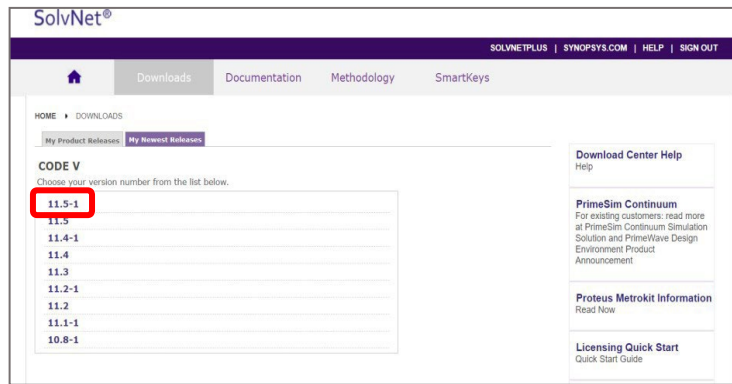 SolvNet®
SOLVNETPLUS | SYNOPSYS.COM | HELP | SIGN OUT
Downloads Documentation Methodology SmartKeys
HOME DOWNLOADS
My Product Releases My Newest Releases
CODE V
Choose your version number from the list below.
11.5-1
11.5
11.4-1
11.4
11.3
11.2-1
11.2
11.1-1
10.8-1
Download Center Help
Help
PrimeSim Continuum
For existing customers: read more
at PrimeSim Continuum Simulation
Solution and PrimeWave Design
Environment Product
Announcement
Proteus Metrokit Information
Read Now
Licensing Quick Start
Quick Start Guide